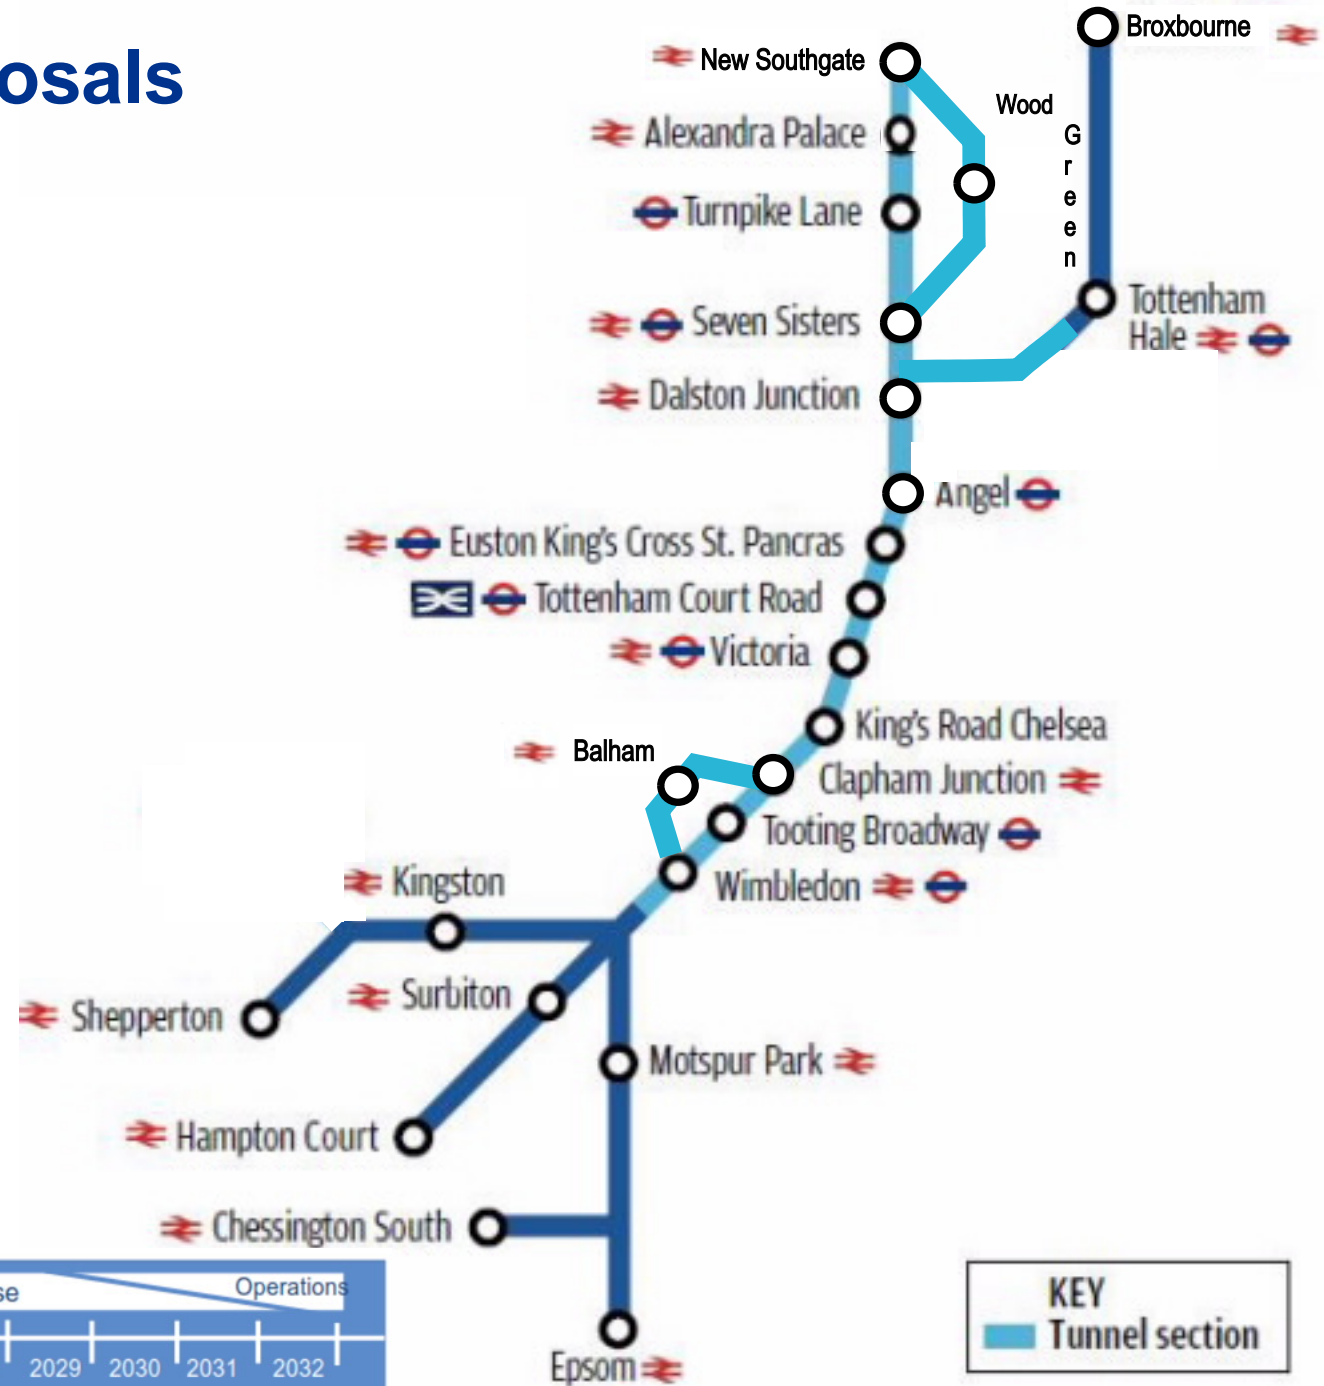 osals
Broxbourne
New Southgate
Wood
Green
Alexandra Palace
Turnpike Lane
Seven Sisters
Tottenham
Hale
Dalston Junction
Angel
Euston King's Cross St. Pancras
Tottenham Court Road
Victoria
King's Road Chelsea
Balham
Clapham Junction
Tooting Broadway
Wimbledon
Kingston
Surbiton
Shepperton
Motspur Park
Hampton Court
Chessington South
Epsom
se
Operations
2029 2030 2031 2032
KEY
Tunnel section